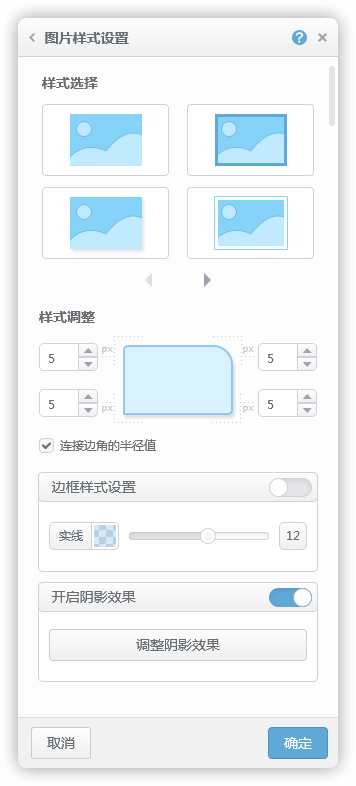 图片样式设置
?
样式选择
样式调整
5 px px 5
5 px px 5
连接边角的半径值
边框样式设置
实线 12
开启阴影效果
调整阴影效果
取消 确定